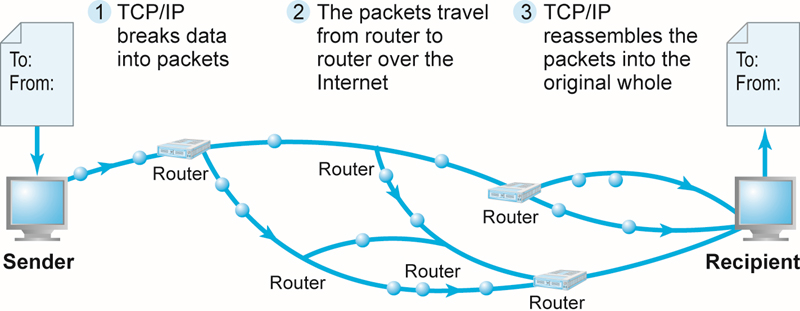 1 TCP/IP
breaks data
into packets
2 The packets travel
from router to
router over the
Internet
3 TCP/IP
reassembles the
packets into the
original whole
To:
From:
To:
From:
Router
Router
Router
Router
Router
Router
Sender
Recipient